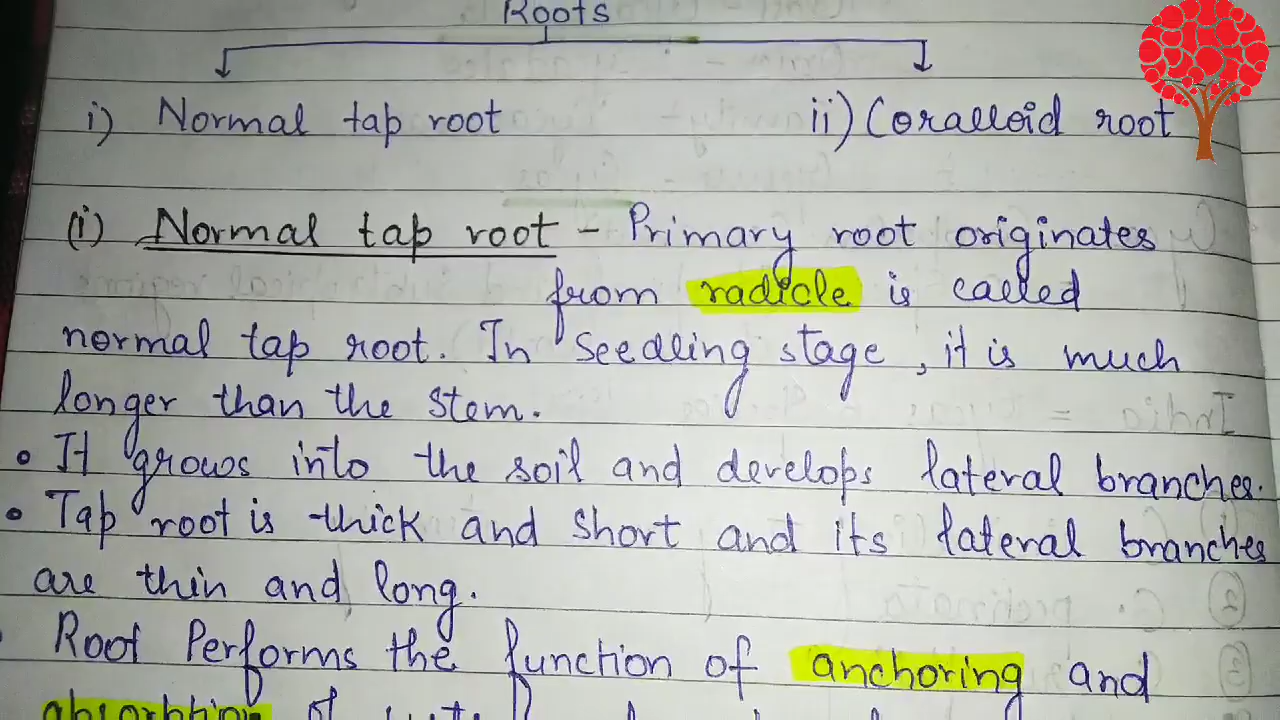 Roots
i) Normal tap root ii) Coralloid root
(i) Normal tap root - Primary root originates
from radicle is called
normal tap root. In seedling stage, it is much
longer than the stem.
• It grows into the soil and develops lateral branches.
• Tap root is thick and short and its lateral branches
are thin and long.
Root Performs the function of anchoring and
absorbtion of